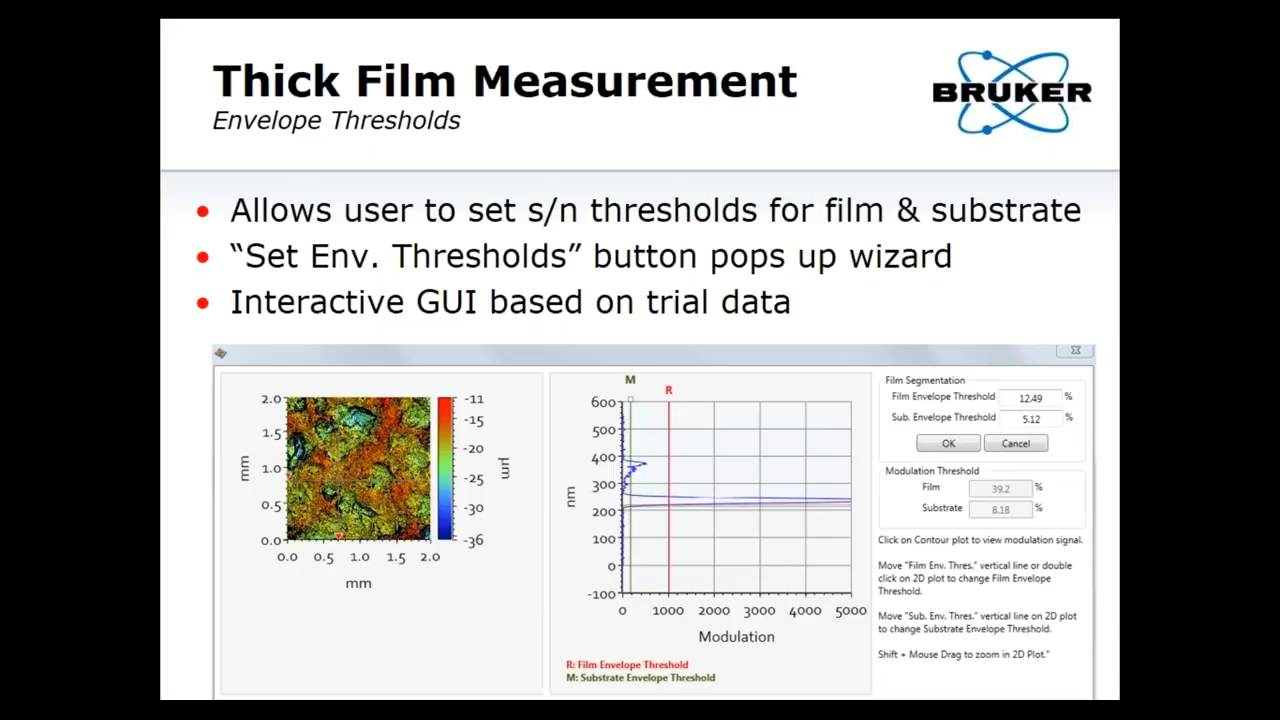 Thick Film Measurement
Envelope Thresholds
BRUKER
Allows user to set s/n thresholds for film & substrate
“Set Env. Thresholds” button pops up wizard
Interactive GUI based on trial data
2.0
1.5
1.0
0.5
0.0
mm
0.0 0.5 1.0 1.5 2.0
mm
-11
-15
-20
-25
-30
-36
µm
M
R
600
500
400
300
200
100
0
-100
nm
0 1000 2000 3000 4000 5000
Modulation
R: Film Envelope Threshold
M: Substrate Envelope Threshold
Film Segmentation
Film Envelope Threshold 12.49 %
Sub. Envelope Threshold 5.12 %
OK Cancel
Modulation Threshold
Film 39.2 %
Substrate 8.18 %
Click on Contour plot to view modulation signal.
Move "Film Env. Thres." vertical line or double
click on 2D plot to change Film Envelope
Threshold.
Move "Sub. Env. Thres." vertical line on 2D plot
to change Substrate Envelope Threshold.
Shift + Mouse Drag to zoom in 2D Plot."